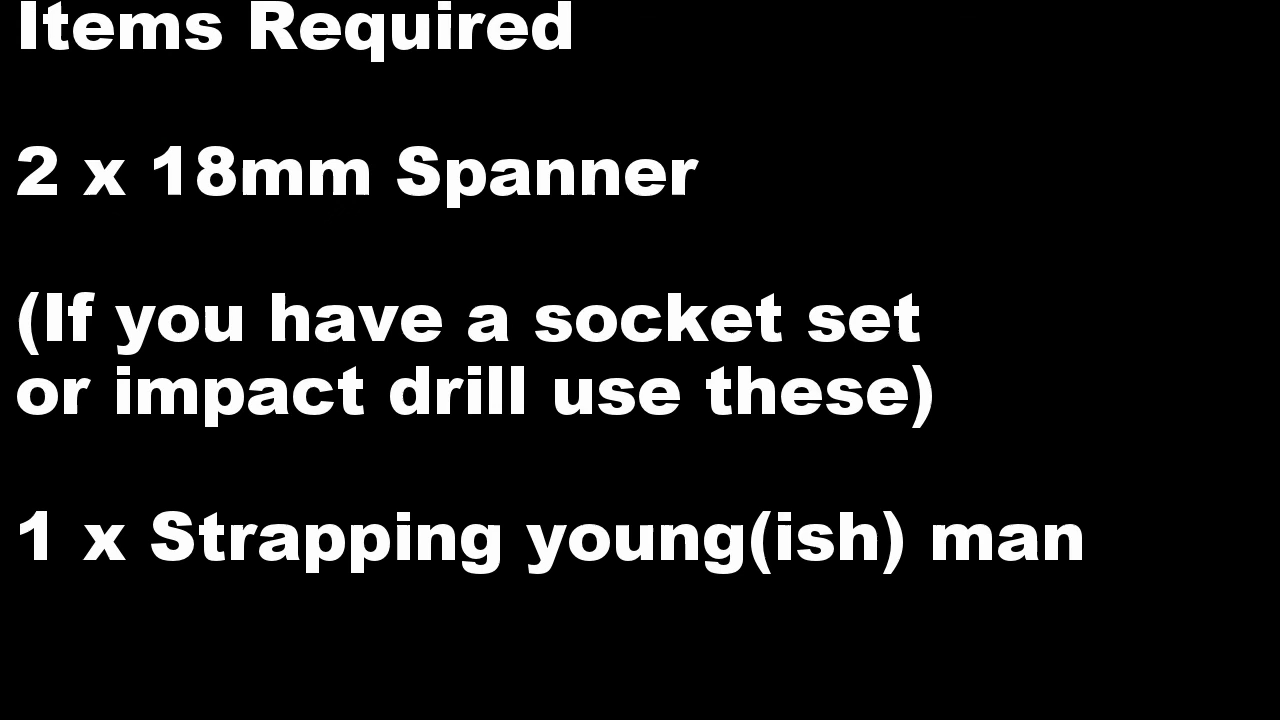 Items Required
2 x 18mm Spanner
(If you have a socket set
or impact drill use these)
1 x Strapping young(ish) man